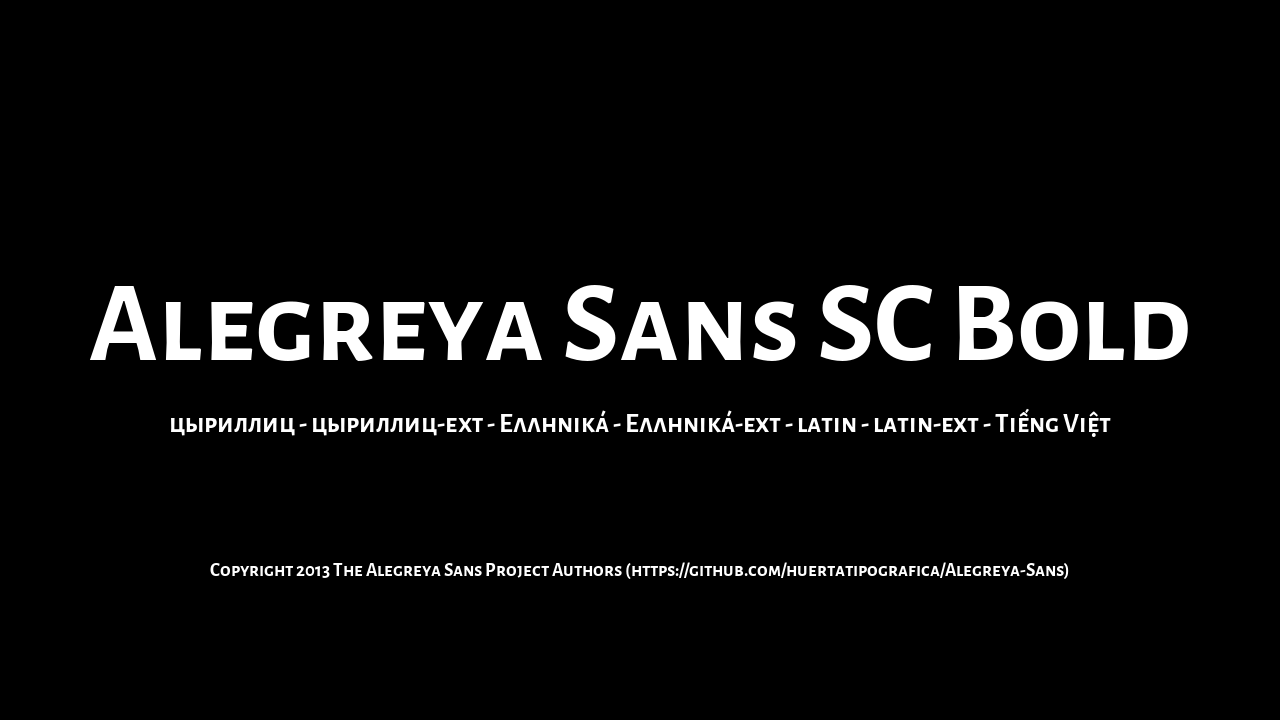 Alegreya Sans SC Bold
цыриллиц - цыриллиц-ext - Ελληνικά - Ελληνικά-ext - latin - latin-ext - Tiếng Việt
Copyright 2013 The Alegreya Sans Project Authors (https://github.com/huertatipografica/Alegreya-Sans)